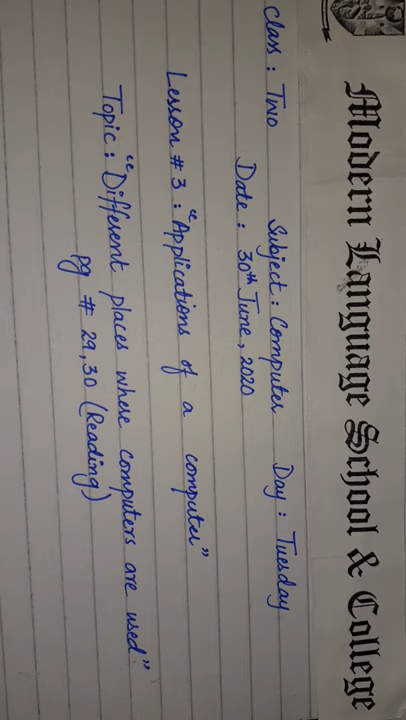 Modern Language School & College
Class : Two Subject : Computer Day : Tuesday
Date : 30th June, 2020
Lesson # 3 : "Applications of a computer"
Topic : "Different places where computers are used"
pg # 29,30 (Reading)